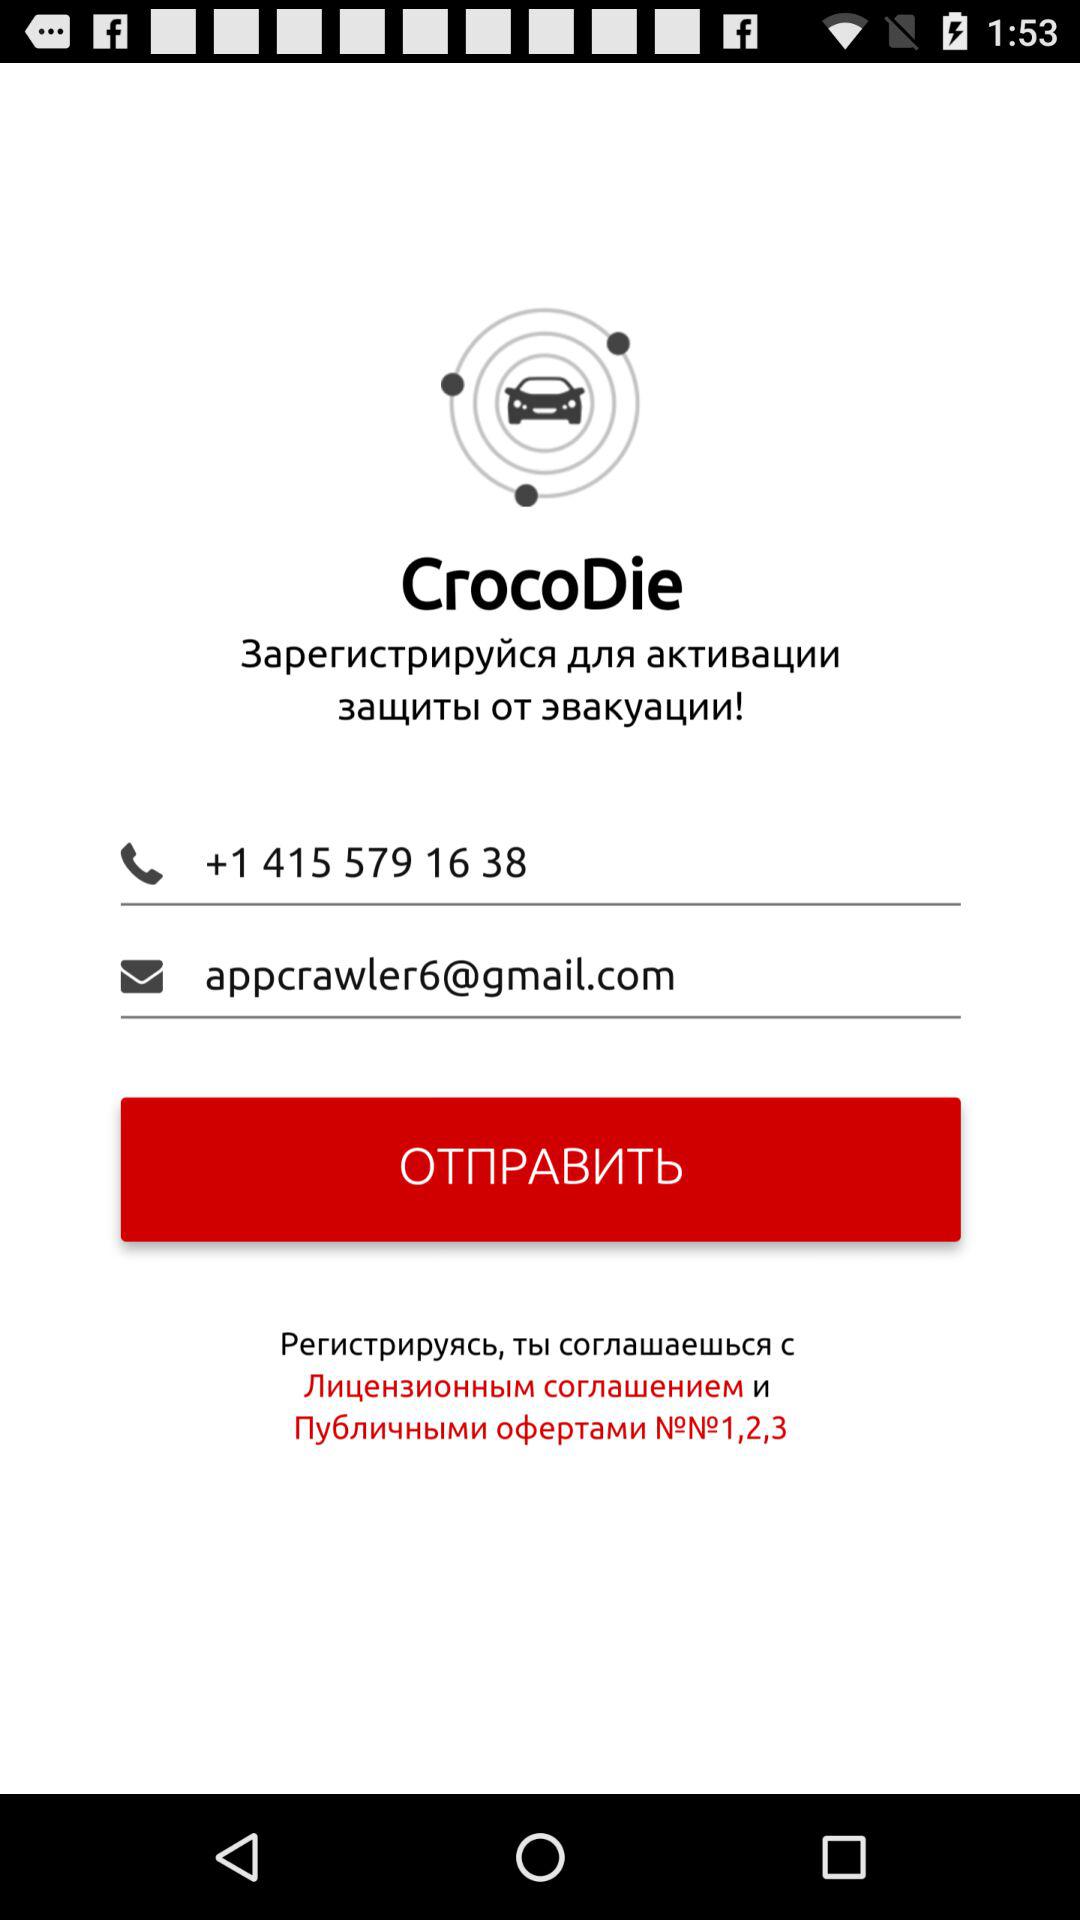 1:53
CrocoDie
Зарегистрируйся для активации
защиты от эвакуации!
+1 415 579 16 38
appcrawler6@gmail.com
ОТПРАВИТЬ
Регистрируясь, ты соглашаешься с
Лицензионным соглашением и
Публичными офертами №№1,2,3